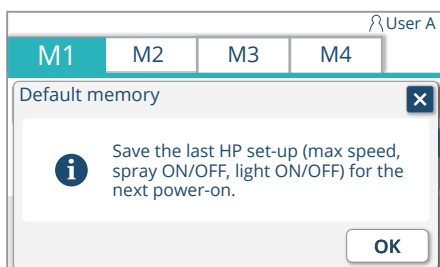 User A
M1 M2 M3 M4
Default memory
Save the last HP set-up (max speed,
spray ON/OFF, light ON/OFF) for the
next power-on.
OK